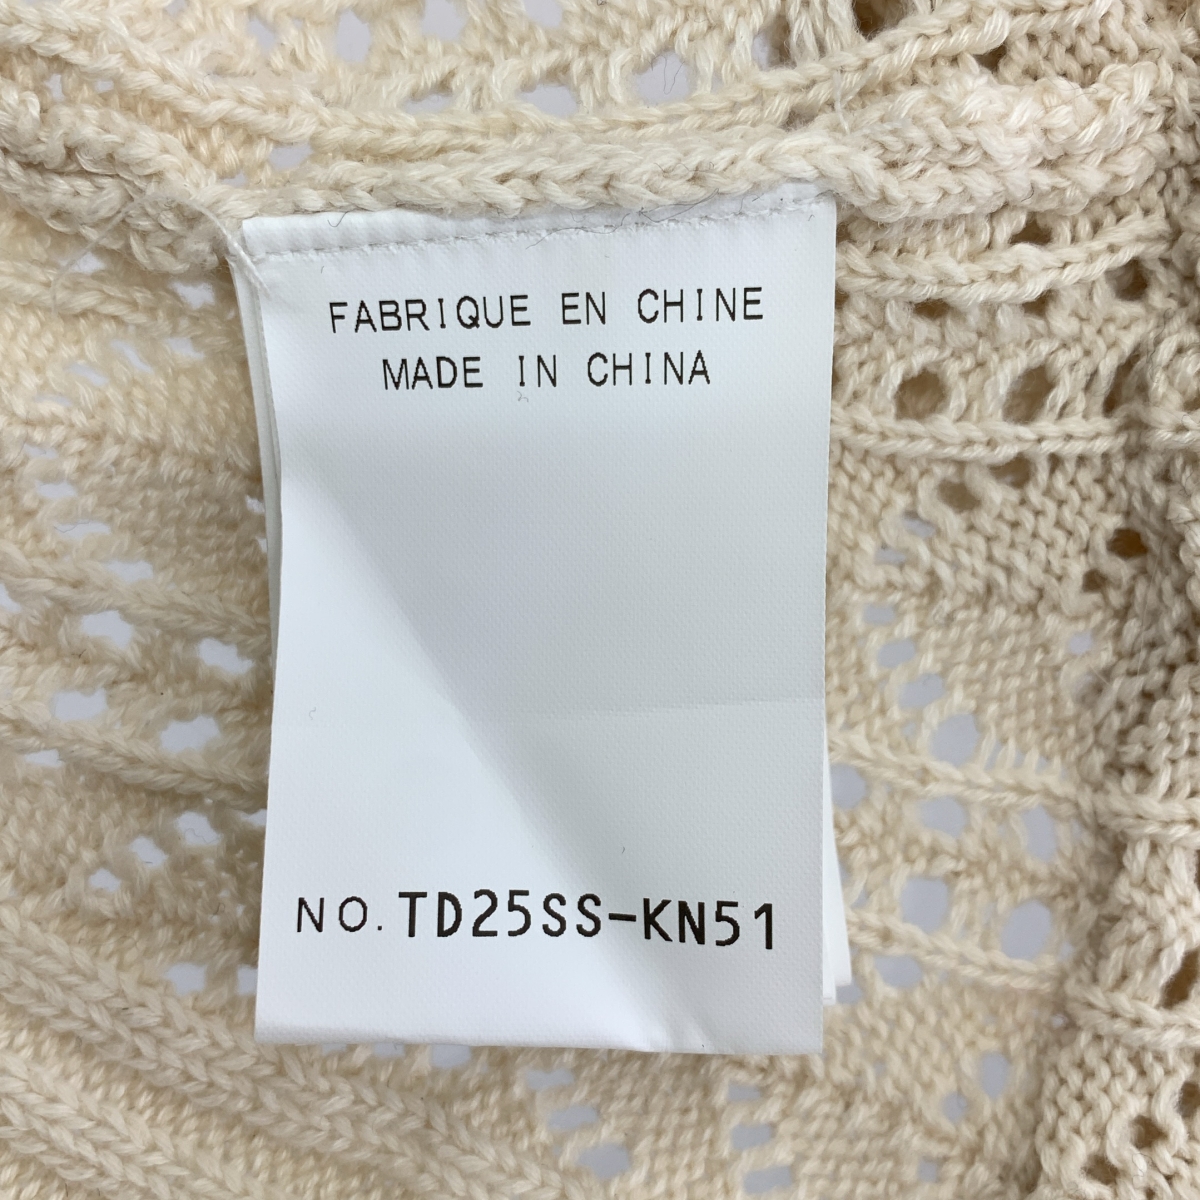 FABRIQUE EN CHINE
MADE IN CHINA
NO. TD25SS-KN51